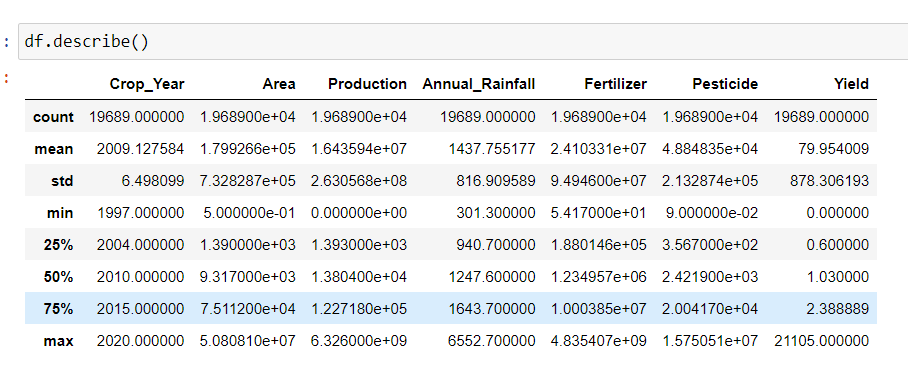 : df.describe()
:
Crop_Year Area Production Annual_Rainfall Fertilizer Pesticide Yield
count 19689.000000 1.968900e+04 1.968900e+04 19689.000000 1.968900e+04 1.968900e+04 19689.000000
mean 2009.127584 1.799266e+05 1.643594e+07 1437.755177 2.410331e+07 4.884835e+04 79.954009
std 6.498099 7.328287e+05 2.630568e+08 816.909589 9.494600e+07 2.132874e+05 878.306193
min 1997.000000 5.000000e-01 0.000000e+00 301.300000 5.417000e+01 9.000000e-02 0.000000
25% 2004.000000 1.390000e+03 1.393000e+03 940.700000 1.880146e+05 3.567000e+02 0.600000
50% 2010.000000 9.317000e+03 1.380400e+04 1247.600000 1.234957e+06 2.421900e+03 1.030000
75% 2015.000000 7.511200e+04 1.227180e+05 1643.700000 1.000385e+07 2.004170e+04 2.388889
max 2020.000000 5.080810e+07 6.326000e+09 6552.700000 4.835407e+09 1.575051e+07 21105.000000